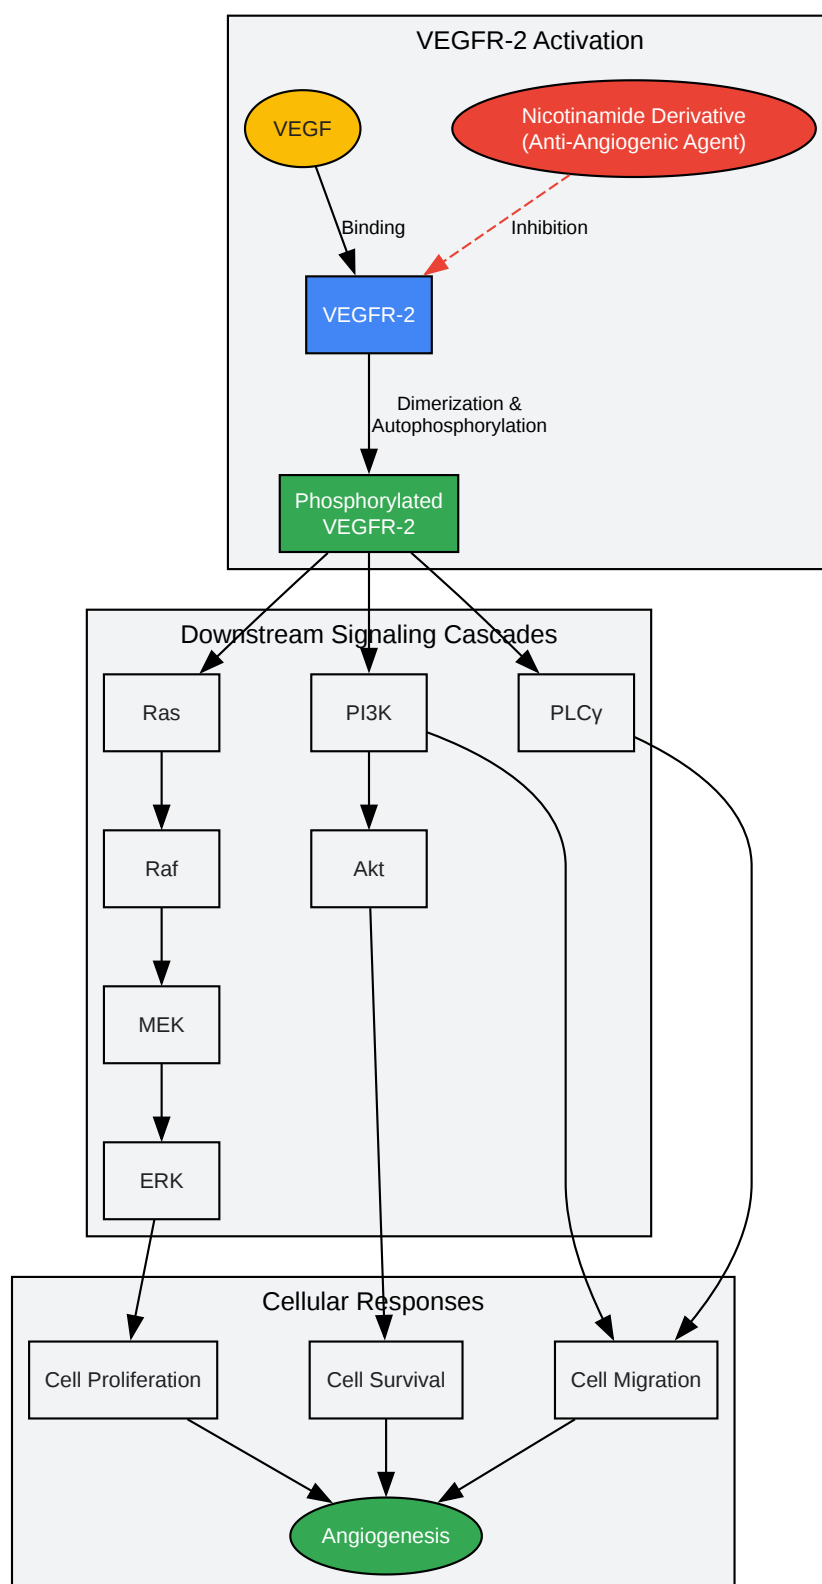 VEGFR-2 Activation
VEGF
Nicotinamide Derivative
(Anti-Angiogenic Agent)
Binding
Inhibition
VEGFR-2
Dimerization &
Autophosphorylation
Phosphorylated
VEGFR-2
Downstream Signaling Cascades
Ras
PI3K
PLCγ
Raf
Akt
MEK
ERK
Cellular Responses
Cell Proliferation
Cell Survival
Cell Migration
Angiogenesis